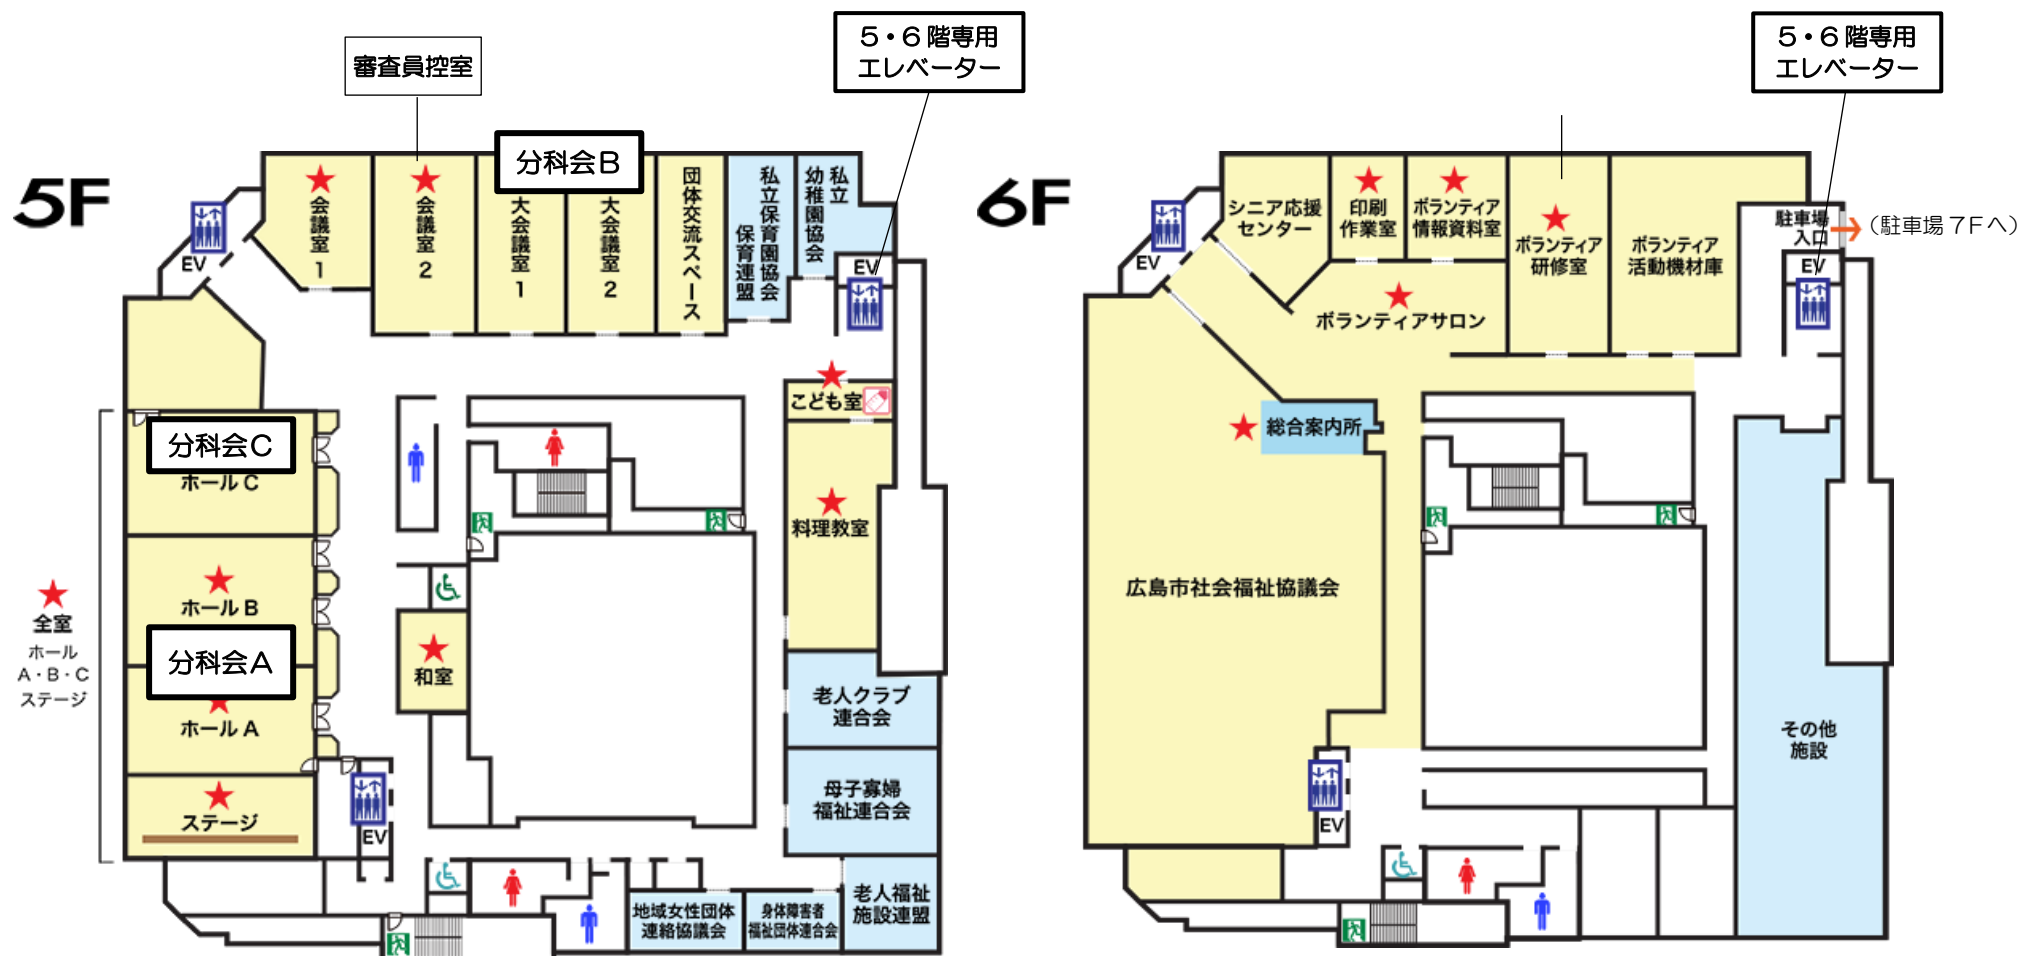 5F
審査員控室
5・6階専用
エレベーター
分科会B
EV
会議室1
会議室2
大会議室1
大会議室2
団体交流スペース
私立保育園協会
保育連盟
私立
幼稚園協会
EV
こども室
料理教室
分科会C
ホールC
ホールB
分科会A
ホールA
ステージ
全室
ホール
A・B・C
ステージ
和室
EV
老人クラブ
連合会
母子寡婦
福祉連合会
老人福祉
施設連盟
地域女性団体
連絡協議会
身体障害者
福祉団体連合会
6F
5・6階専用
エレベーター
EV
シニア応援
センター
印刷
作業室
ボランティア
情報資料室
ボランティア
研修室
ボランティア
活動機材庫
駐車場
入口
(駐車場7Fへ)
EV
ボランティアサロン
総合案内所
広島市社会福祉協議会
その他
施設
EV